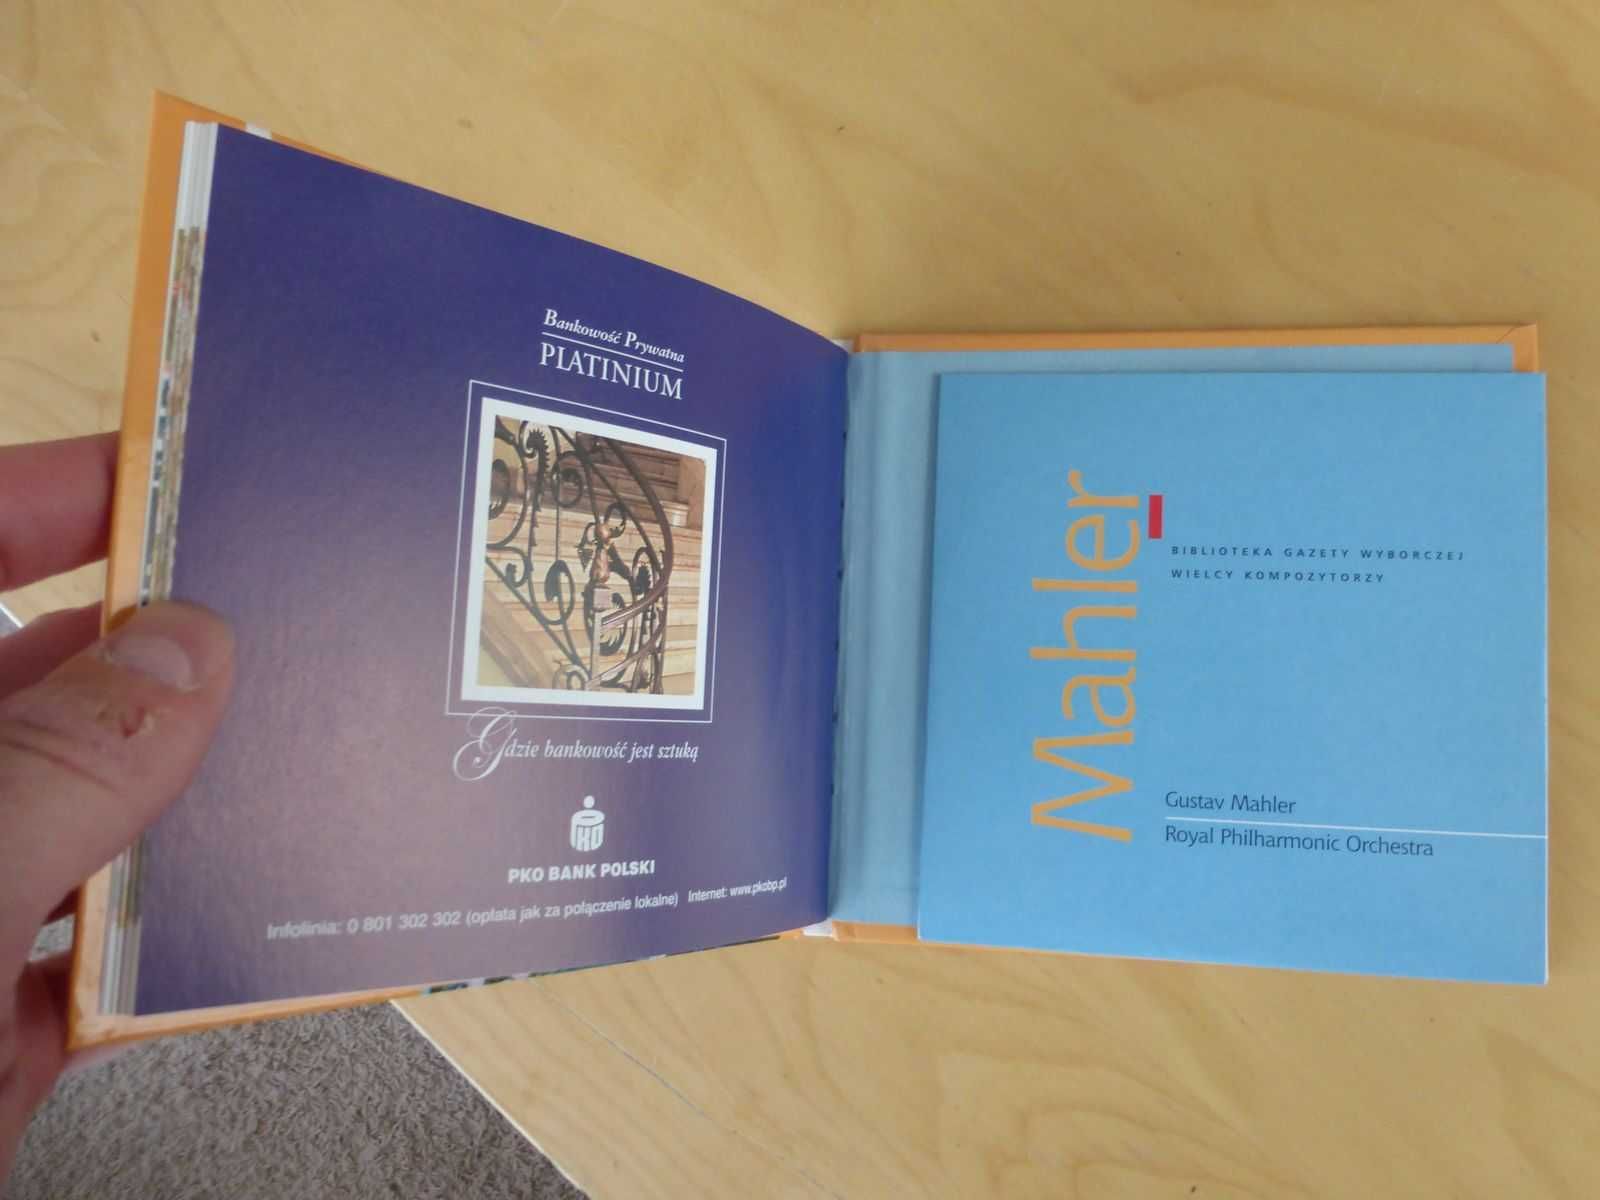 Bankowość Prywatna
PLATINIUM
Gdzie bankowość jest sztuką
PKO
PKO BANK POLSKI
Infolinia: 0 801 302 302 (opłata jak za połączenie lokalne) Internet: www.pkobp.pl
Mahler
BIBLIOTEKA GAZETY WYBORCZEJ
WIELCY KOMPOZYTORZY
Gustav Mahler
Royal Philharmonic Orchestra